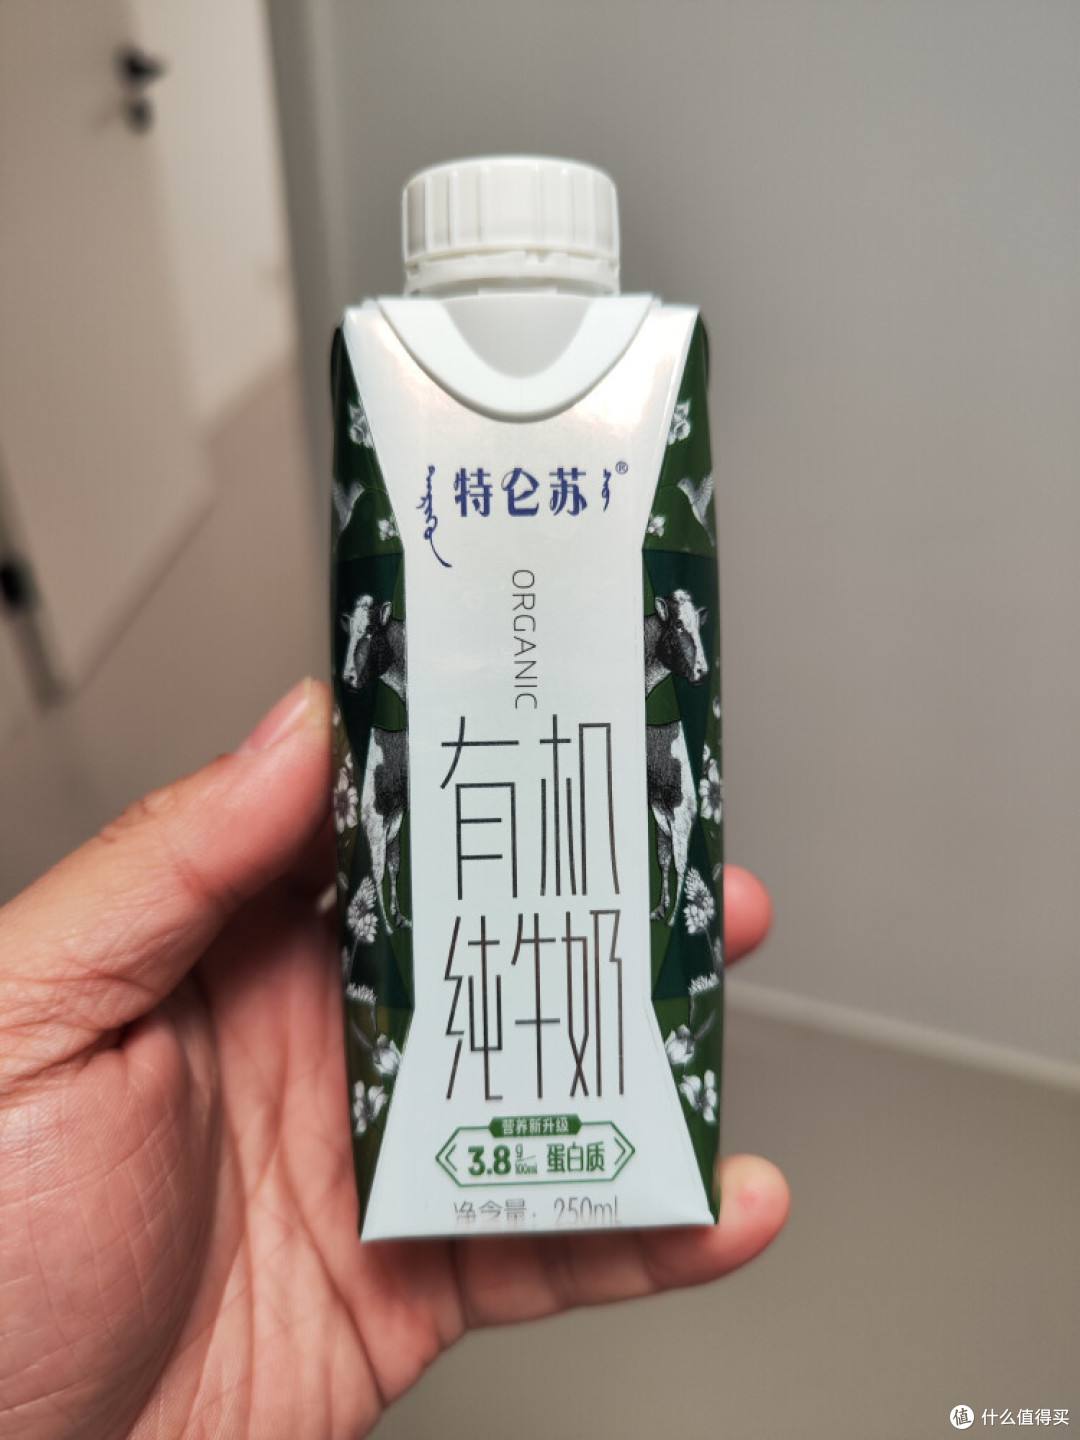 特仑苏®
ORGANIC
有机
纯牛奶
营养新升级
3.8g/100mL 蛋白质
净含量：250mL
值 什么值得买